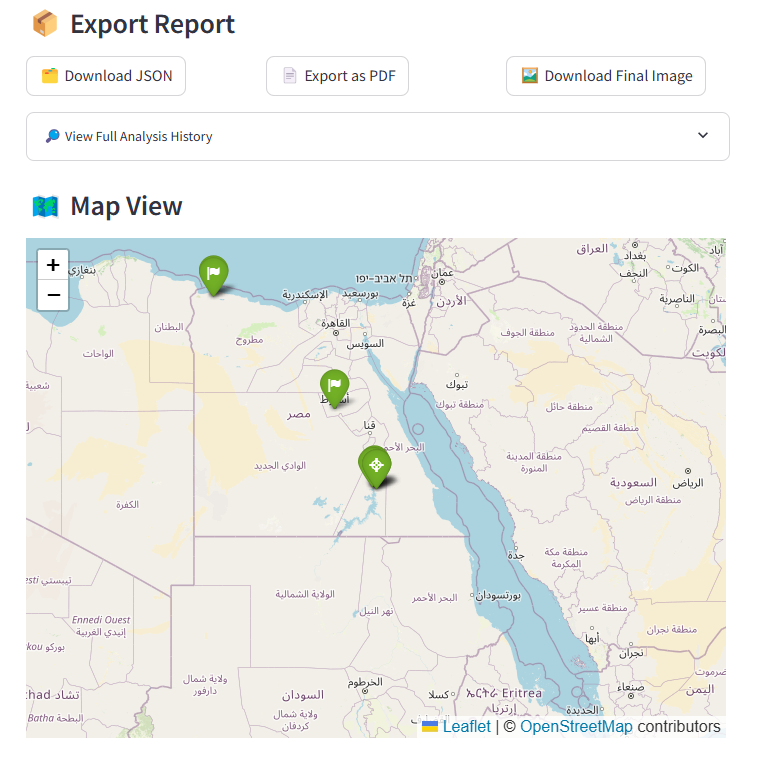 Export Report
Download JSON
Export as PDF
Download Final Image
View Full Analysis History
Map View
+
−
بنغازي
البطنان
الواحات
الكفرة
مطروح
الإسكندرية
بورسعيد
القاهرة
السويس
תל אביב-יפו
غزة
عمان
الأردن
العراق
بغداد
النجف
الكوت
الناصرية
البصرة
الكويت
منطقة الجوف
منطقة الحدود
الشمالية
تبوك
منطقة تبوك
منطقة حائل
منطقة القصيم
مصر
قنا
البحر الأحمر
الوادي الجديد
منطقة المدينة
المنورة
السعودية
الرياض
منطقة الرياض
جدة
منطقة مكة
المكرمة
الولاية الشمالية
البحر الأحمر
بورتسودان
نهر النيل
منطقة عسير
أبها
منطقة نجران
نجران
Ennedi Ouest
إنيدي الغربية
بوركو
تشاد
Batha البطحة
ولاية شمال
دارفور
السودان
ولاية شمال
كردفان
الخرطوم
كسلا
ኤርትራ Eritrea
إرتريا
صنعاء
اليمن
الحديدة
Leaflet | © OpenStreetMap contributors